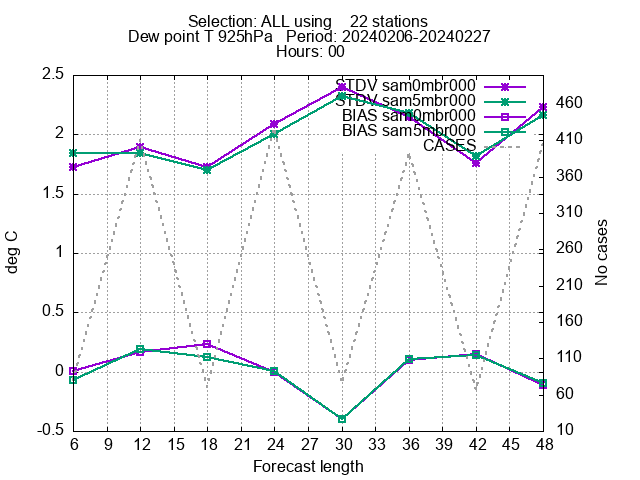 Selection: ALL using 22 stations
Dew point T 925hPa Period: 20240206-20240227
Hours: 00
STDV sam0mbr000
STDV sam5mbr000
BIAS sam0mbr000
BIAS sam5mbr000
CASES
2.5
2
1.5
1
0.5
0
-0.5
deg C
460
410
360
310
260
210
160
110
60
10
No cases
6 9 12 15 18 21 24 27 30 33 36 39 42 45 48
Forecast length